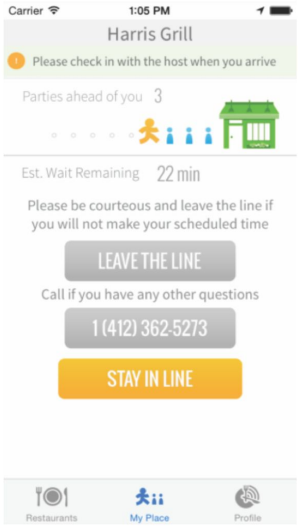 Carrier 1:05 PM
Harris Grill
! Please check in with the host when you arrive
Parties ahead of you 3
Est. Wait Remaining 22 min
Please be courteous and leave the line if
you will not make your scheduled time
LEAVE THE LINE
Call if you have any other questions
1 (412) 362-5273
STAY IN LINE
Restaurants My Place Profile